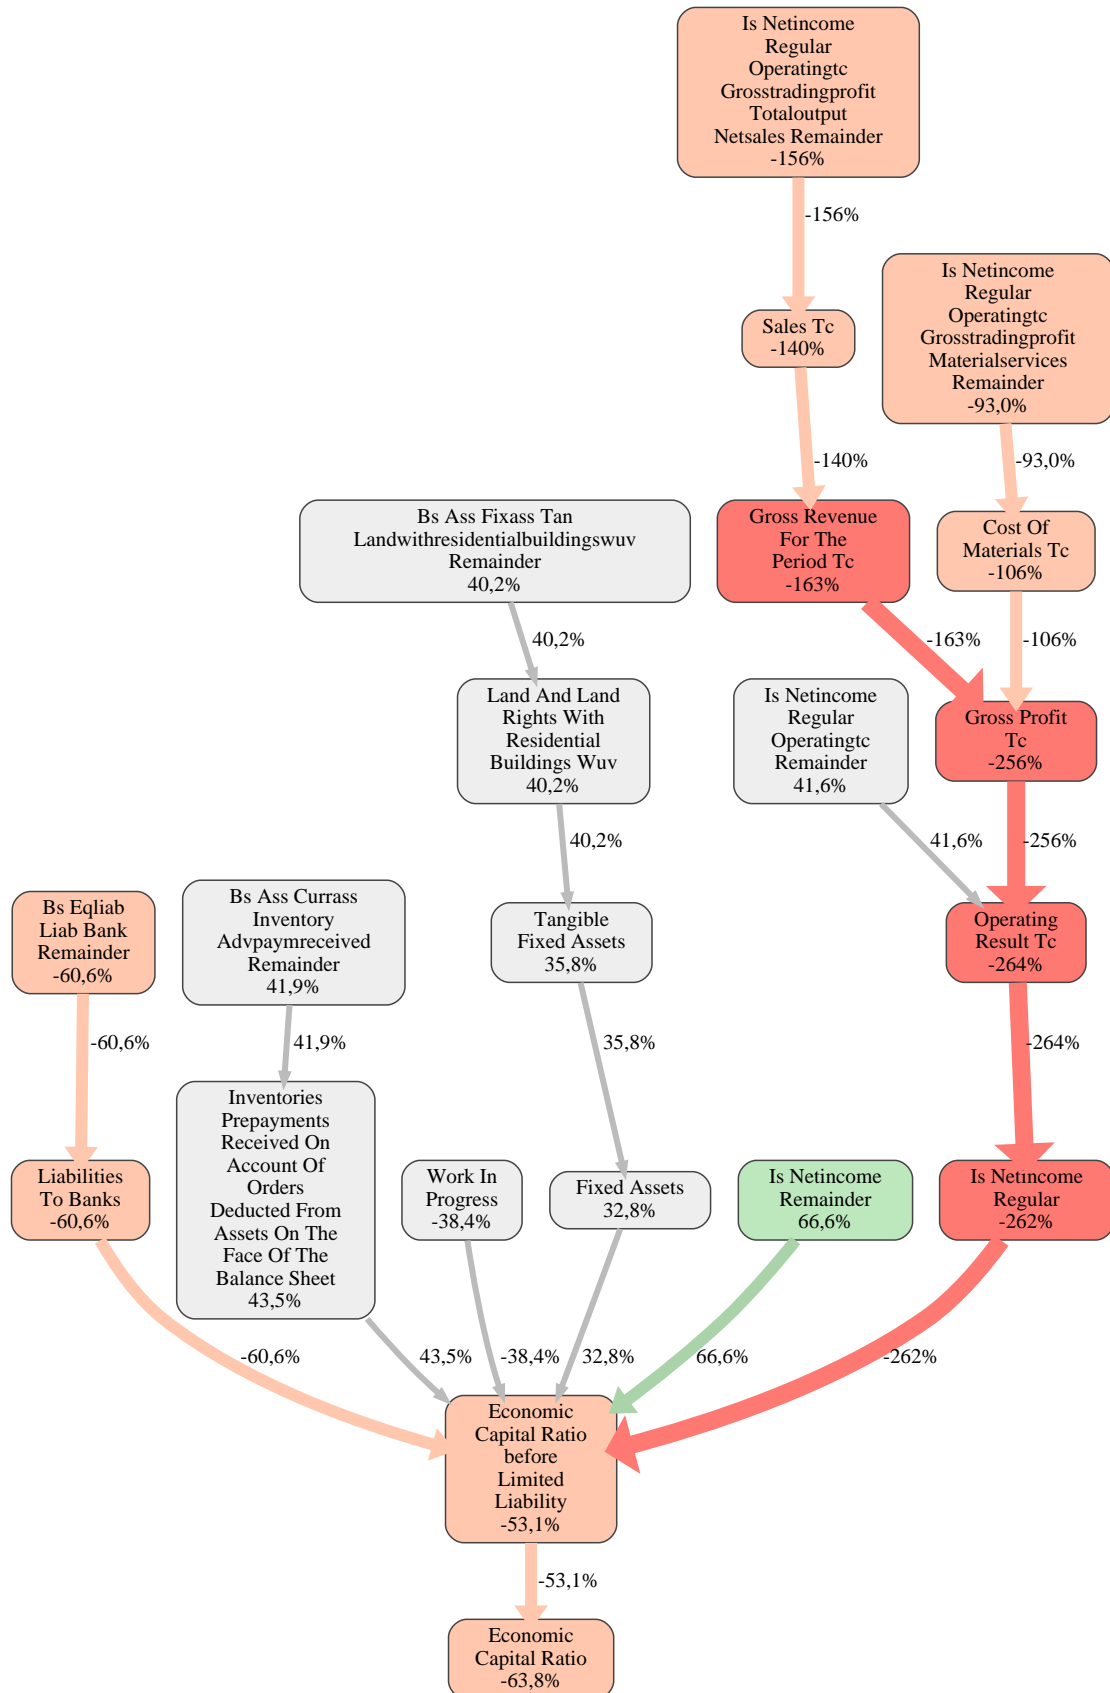 Is Netincome
Regular
Operatingtc
Grosstradingprofit
Totaloutput
Netsales Remainder
-156%
-156%
Sales Tc
-140%
Is Netincome
Regular
Operatingtc
Grosstradingprofit
Materialservices
Remainder
-93,0%
-140%
-93,0%
Bs Ass Fixass Tan
Landwithresidentialbuildingswuv
Remainder
40,2%
Gross Revenue
For The
Period Tc
-163%
Cost Of
Materials Tc
-106%
40,2%
-163%
-106%
Land And Land
Rights With
Residential
Buildings Wuv
40,2%
Is Netincome
Regular
Operatingtc
Remainder
41,6%
Gross Profit
Tc
-256%
40,2%
41,6%
-256%
Bs Eqliab
Liab Bank
Remainder
-60,6%
Bs Ass Currass
Inventory
Advpaymreceived
Remainder
41,9%
Tangible
Fixed Assets
35,8%
Operating
Result Tc
-264%
-60,6%
41,9%
35,8%
-264%
Liabilities
To Banks
-60,6%
Inventories
Prepayments
Received On
Account Of
Orders
Deducted From
Assets On The
Face Of The
Balance Sheet
43,5%
Work In
Progress
-38,4%
Fixed Assets
32,8%
Is Netincome
Remainder
66,6%
Is Netincome
Regular
-262%
-60,6%
43,5%
-38,4%
32,8%
66,6%
-262%
Economic
Capital Ratio
before
Limited
Liability
-53,1%
-53,1%
Economic
Capital Ratio
-63,8%